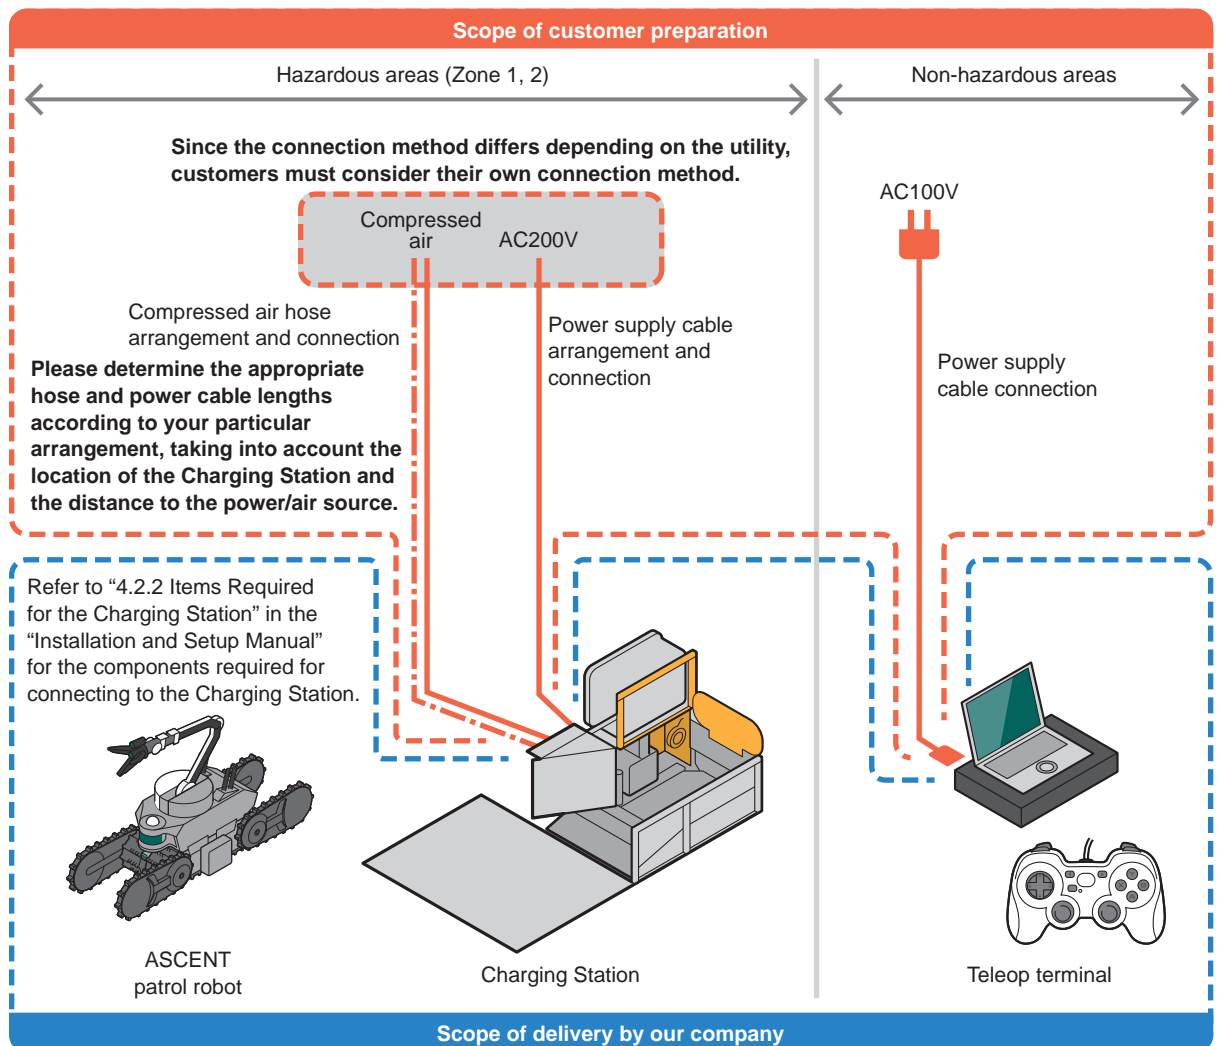 Scope of customer preparation
Hazardous areas (Zone 1, 2)
Non-hazardous areas
Since the connection method differs depending on the utility,
customers must consider their own connection method.
Compressed
air
AC200V
AC100V
Compressed air hose
arrangement and connection
Please determine the appropriate
hose and power cable lengths
according to your particular
arrangement, taking into account the
location of the Charging Station and
the distance to the power/air source.
Power supply cable
arrangement and
connection
Power supply
cable connection
Refer to “4.2.2 Items Required
for the Charging Station” in the
“Installation and Setup Manual”
for the components required for
connecting to the Charging Station.
ASCENT
patrol robot
Charging Station
Teleop terminal
Scope of delivery by our company